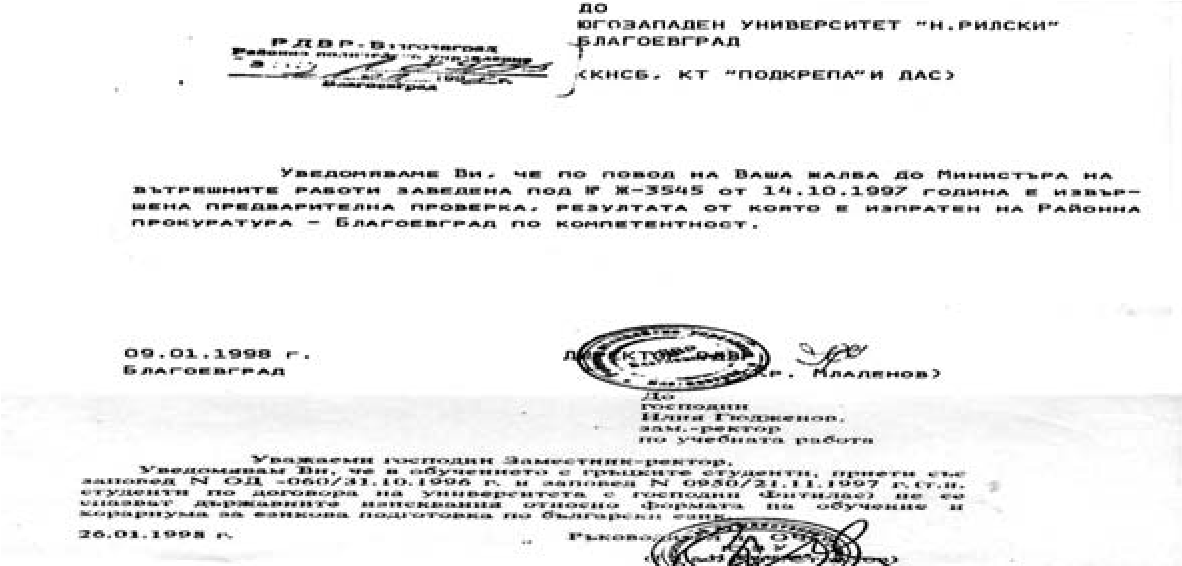 ДО
ЮГОЗАПАДЕН УНИВЕРСИТЕТ "Н.РИЛСКИ"
БЛАГОЕВГРАД
РДВР-Благоевград
Районно полицейско управление
Благоевград
(КНСБ, КТ "ПОДКРЕПА"И ДАС)
УВЕДОМЯВАМЕ ВИ, ЧЕ ПО ПОВОД НА ВАША ЖАЛБА ДО МИНИСТЪРА НА
ВЪТРЕШНИТЕ РАБОТИ ЗАВЕДЕНА ПОД № Ж-3545 ОТ 14.10.1997 ГОДИНА Е ИЗВЪР-
ШЕНА ПРЕДВАРИТЕЛНА ПРОВЕРКА, РЕЗУЛТАТА ОТ КОЯТО Е ИЗПРАТЕН НА РАЙОННА
ПРОКУРАТУРА - БЛАГОЕВГРАД ПО КОМПЕТЕНТНОСТ.
09.01.1998 г.
БЛАГОЕВГРАД
ДИРЕКТОР РДВР
КР. МЛАДЕНОВ)
До
господин
Илия Гюдженов,
зам.-ректор
по учебната работа
Уважаеми господин Заместник-ректор,
Уведомявам Ви, че в обучението с гръцките студенти, приети със
заповед N ОД -060/31.10.1996 г. и заповед N 0950/21.11.1997 г.(т.н.
студенти по договора на университета с господин Фитилас) не се
спазват държавните изисквания относно формата на обучение и
хорариума за езикова подготовка по български език.
26.01.1998 г.